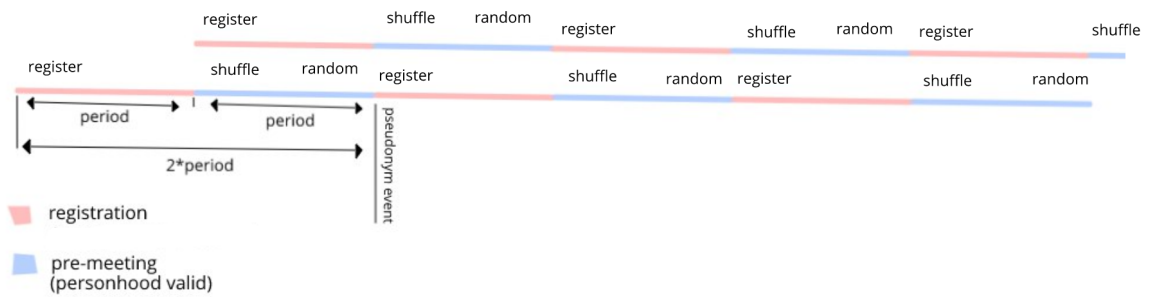 register shuffle random register shuffle random register shuffle
register shuffle random register shuffle random register shuffle random
period period
2*period
pseudonym event
registration
pre-meeting
(personhood valid)